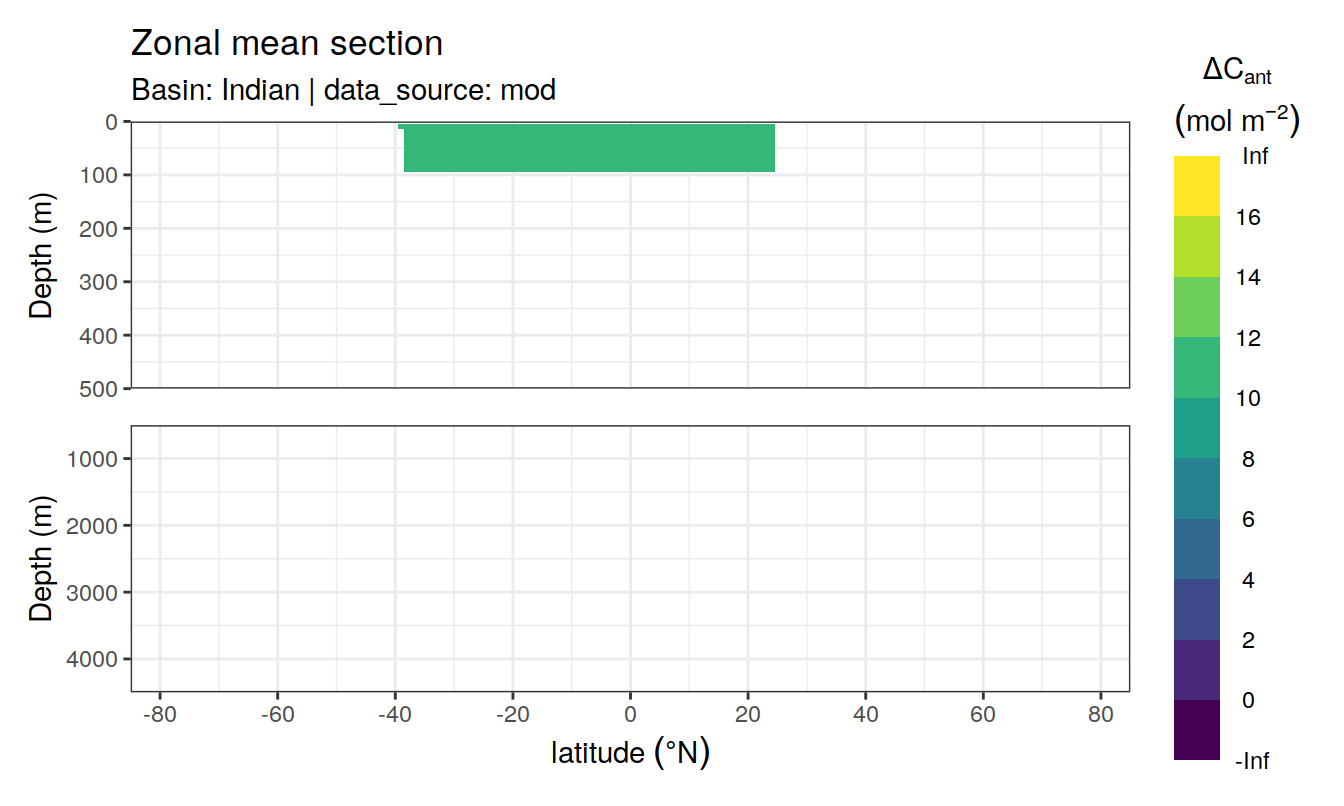 Zonal mean section
Basin: Indian | data_source: mod
Depth (m)
0
100
200
300
400
500
Depth (m)
1000
2000
3000
4000
-80 -60 -40 -20 0 20 40 60 80
latitude (°N)
ΔCant
(mol m−2)
Inf
16
14
12
10
8
6
4
2
0
-Inf